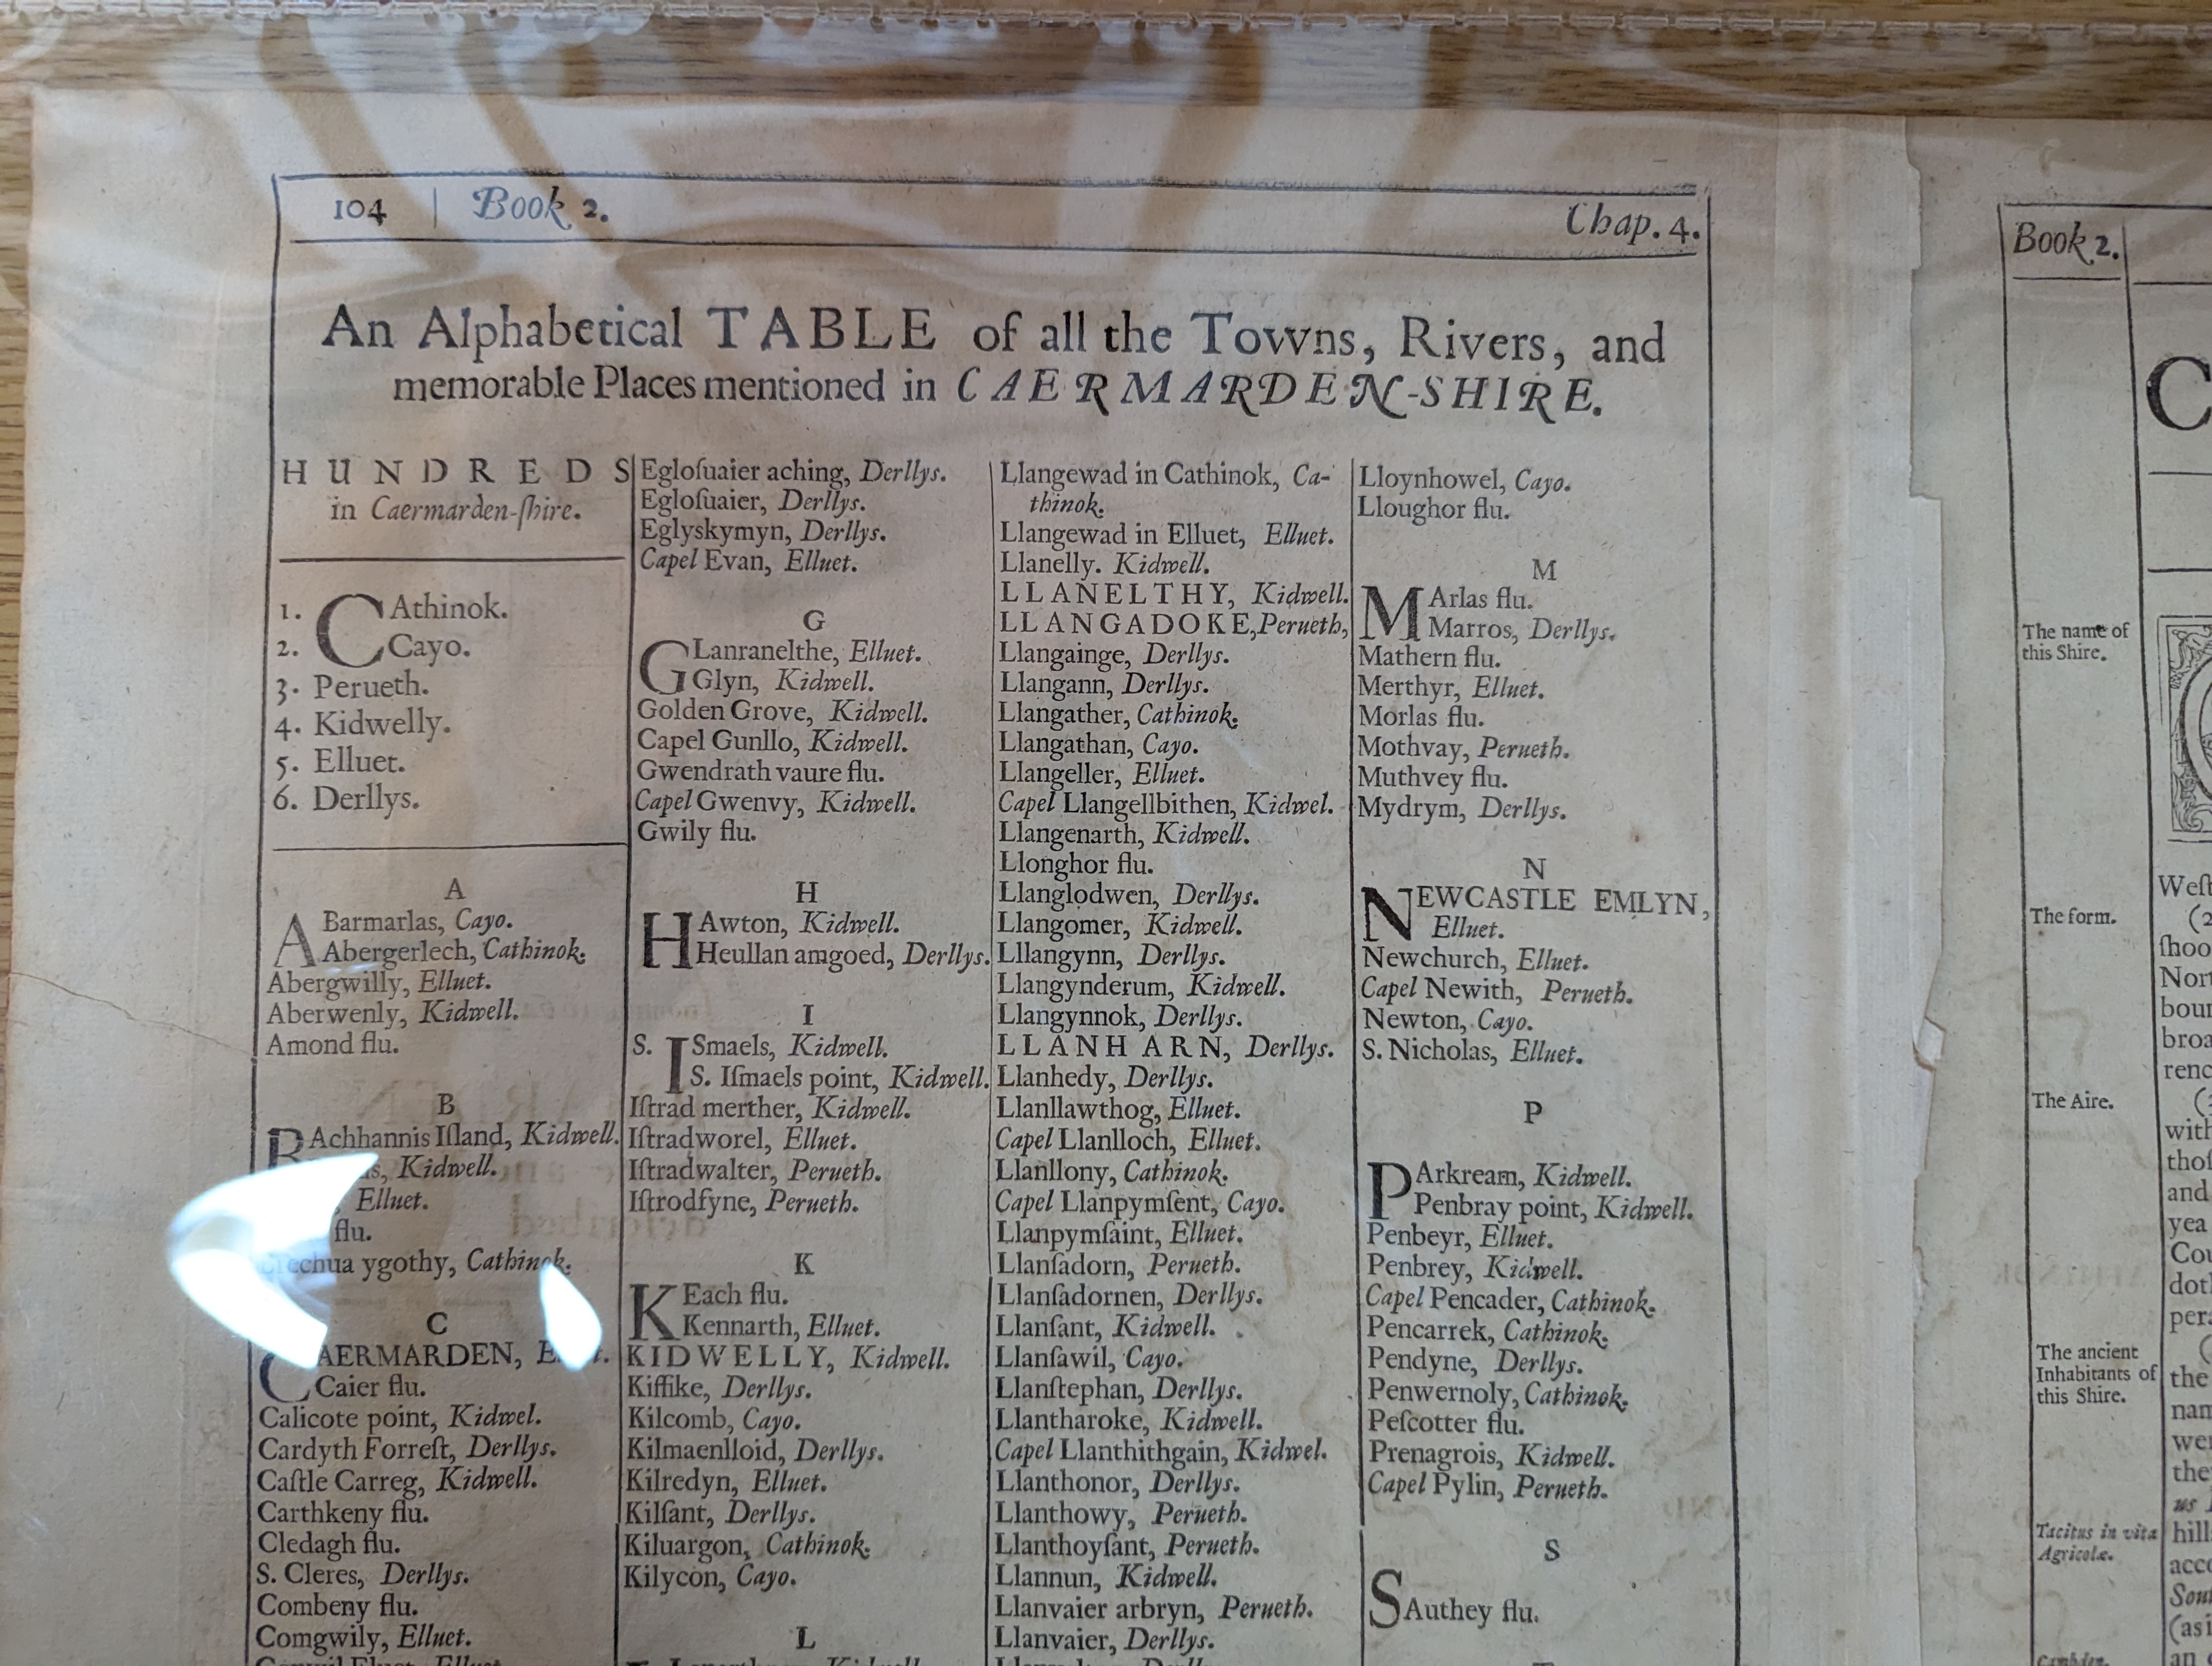 104 | Book 2.
Chap. 4.
An Alphabetical TABLE of all the Towns, Rivers, and
memorable Places mentioned in CAERMARDEN-SHIRE.
HUNDREDS
in Caermarden-ſhire.
1. CAthinok.
2. Cayo.
3. Perueth.
4. Kidwelly.
5. Elluet.
6. Derllys.
A
ABarmarlas, Cayo.
Abergerlech, Cathinok.
Abergwilly, Elluet.
Aberwenly, Kidwell.
Amond flu.
B
BAchhannis Iſland, Kidwell.
Kidwell.
Elluet.
flu.
ygothy, Cathinok.
C
CAERMARDEN,
Caier flu.
Calicote point, Kidwel.
Cardyth Forreſt, Derllys.
Caſtle Carreg, Kidwell.
Carthkeny flu.
Cledagh flu.
S. Cleres, Derllys.
Combeny flu.
Comgwily, Elluet.
Egloſuaier aching, Derllys.
Egloſuaier, Derllys.
Eglyskymyn, Derllys.
Capel Evan, Elluet.
G
GLanranelthe, Elluet.
Glyn, Kidwell.
Golden Grove, Kidwell.
Capel Gunllo, Kidwell.
Gwendrath vaure flu.
Capel Gwenvy, Kidwell.
Gwily flu.
H
HAwton, Kidwell.
Heullan amgoed, Derllys.
I
S. ISmaels, Kidwell.
S. Iſmaels point, Kidwell.
Iſtrad merther, Kidwell.
Iſtradworel, Elluet.
Iſtradwalter, Perueth.
Iſtrodfyne, Perueth.
K
KEach flu.
Kennarth, Elluet.
KIDWELLY, Kidwell.
Kiffike, Derllys.
Kilcomb, Cayo.
Kilmaenlloid, Derllys.
Kilredyn, Elluet.
Kilſant, Derllys.
Kiluargon, Cathinok.
Kilycon, Cayo.
L
Llangewad in Cathinok, Ca-
thinok.
Llangewad in Elluet, Elluet.
Llanelly. Kidwell.
LLANELTHY, Kidwell.
LLANGADOKE, Perueth,
Llangainge, Derllys.
Llangann, Derllys.
Llangather, Cathinok.
Llangathan, Cayo.
Llangeller, Elluet.
Capel Llangellbithen, Kidwel.
Llangenarth, Kidwell.
Llonghor flu.
Llanglodwen, Derllys.
Llangomer, Kidwell.
Lllangynn, Derllys.
Llangynderum, Kidwell.
Llangynnok, Derllys.
LLANHARN, Derllys.
Llanhedy, Derllys.
Llanllawthog, Elluet.
Capel Llanlloch, Elluet.
Llanllony, Cathinok.
Capel Llanpymſent, Cayo.
Llanpymſaint, Elluet.
Llanſadorn, Perueth.
Llanſadornen, Derllys.
Llanſant, Kidwell.
Llanſawil, Cayo.
Llanſtephan, Derllys.
Llantharoke, Kidwell.
Capel Llanthithgain, Kidwel.
Llanthonor, Derllys.
Llanthowy, Perueth.
Llanthoyſant, Perueth.
Llannun, Kidwell.
Llanvaier arbryn, Perueth.
Llanvaier, Derllys.
Lloynhowel, Cayo.
Lloughor flu.
M
MArlas flu.
Marros, Derllys.
Mathern flu.
Merthyr, Elluet.
Morlas flu.
Mothvay, Perueth.
Muthvey flu.
Mydrym, Derllys.
N
NEWCASTLE EMLYN,
Elluet.
Newchurch, Elluet.
Capel Newith, Perueth.
Newton, Cayo.
S. Nicholas, Elluet.
P
PArkream, Kidwell.
Penbray point, Kidwell.
Penbeyr, Elluet.
Penbrey, Kidwell.
Capel Pencader, Cathinok.
Pencarrek, Cathinok.
Pendyne, Derllys.
Penwernoly, Cathinok.
Peſcotter flu.
Prenagrois, Kidwell.
Capel Pylin, Perueth.
S
SAuthey flu.
Book 2.
C
The name of
this Shire.
The form.
The Aire.
The ancient
Inhabitants of
this Shire.
Tacitus in vita
Agricolæ.
Cambden.